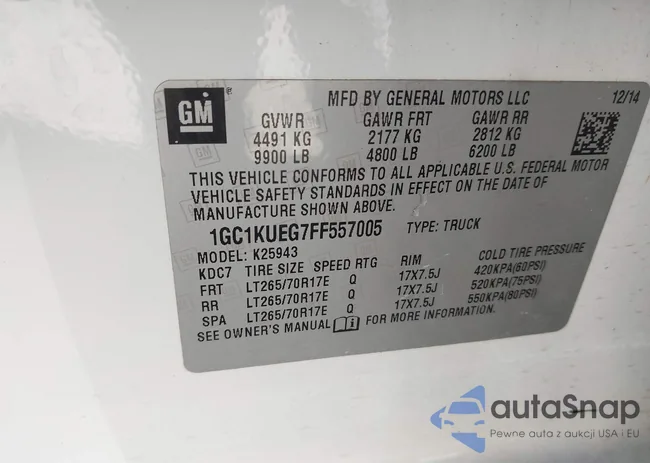 GM
MFD BY GENERAL MOTORS LLC 12/14
GVWR GAWR FRT GAWR RR
4491 KG 2177 KG 2812 KG
9900 LB 4800 LB 6200 LB
THIS VEHICLE CONFORMS TO ALL APPLICABLE U.S. FEDERAL MOTOR
VEHICLE SAFETY STANDARDS IN EFFECT ON THE DATE OF
MANUFACTURE SHOWN ABOVE.
1GC1KUEG7FF557005 TYPE: TRUCK
MODEL: K25943
KDC7 TIRE SIZE SPEED RTG RIM COLD TIRE PRESSURE
FRT LT265/70R17E Q 17X7.5J 420KPA(60PSI)
RR LT265/70R17E Q 17X7.5J 520KPA(75PSI)
SPA LT265/70R17E Q 17X7.5J 550KPA(80PSI)
SEE OWNER'S MANUAL FOR MORE INFORMATION.
autaSnap
Pewne auta z aukcji USA i EU